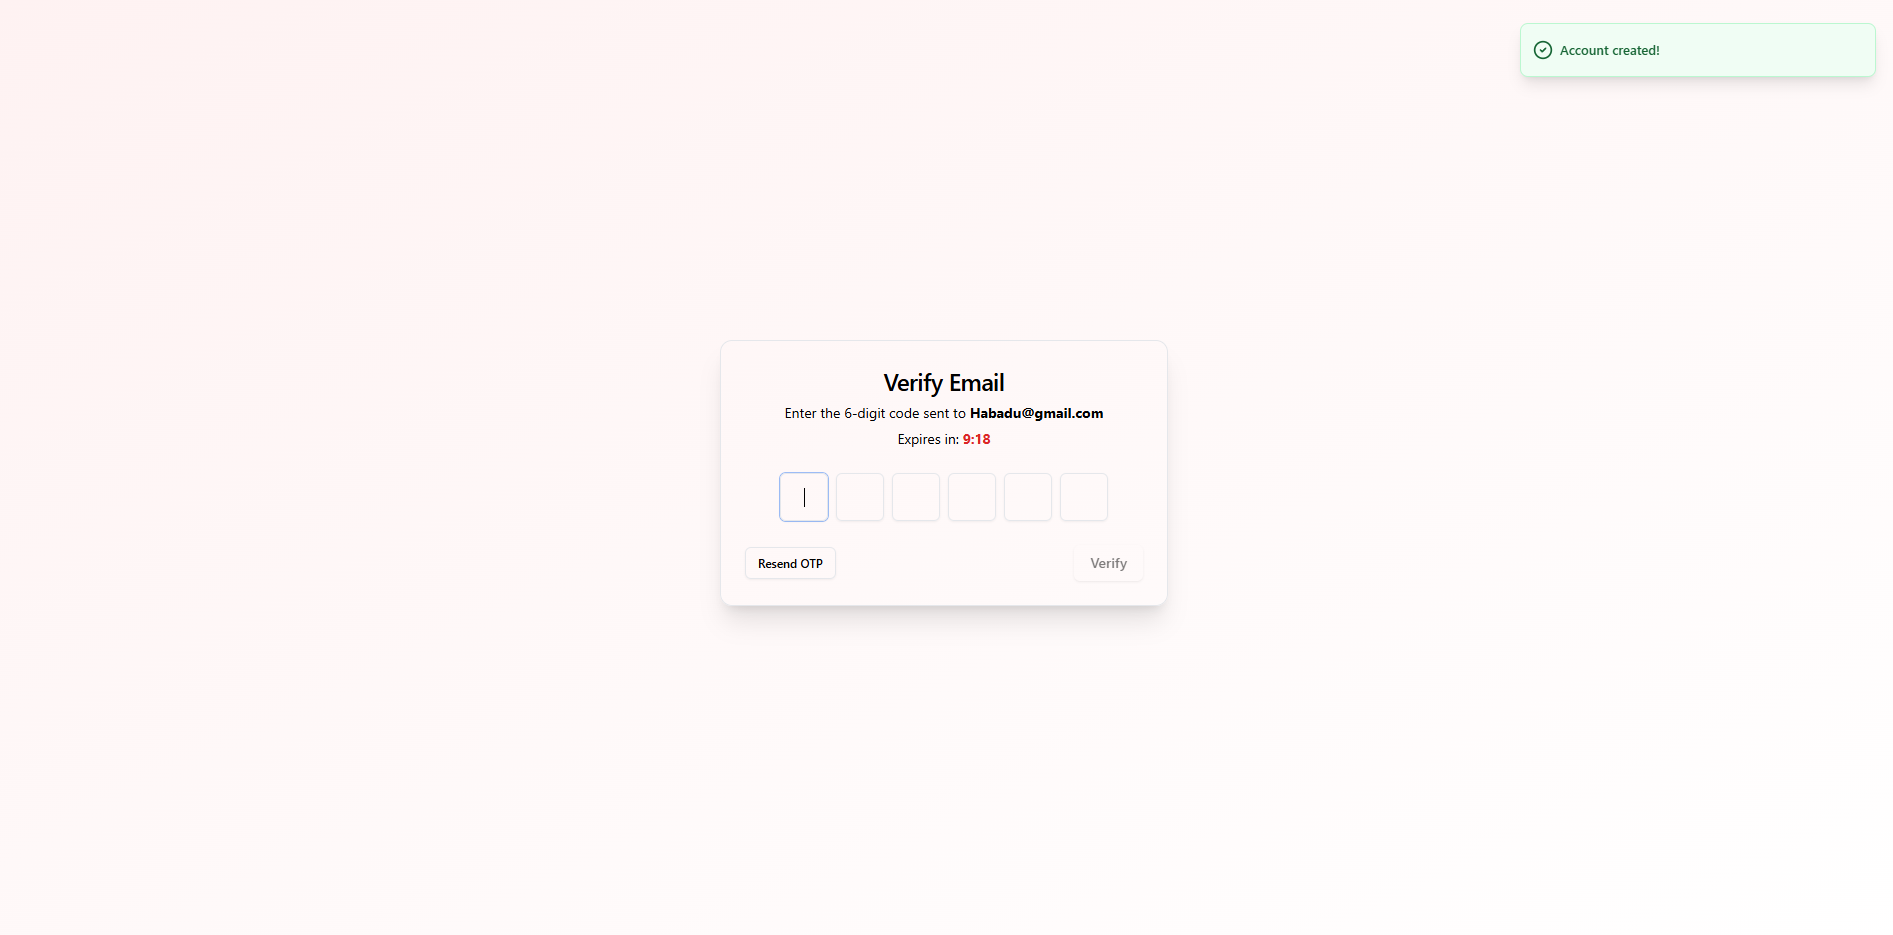 Account created!
Verify Email
Enter the 6-digit code sent to Habadu@gmail.com
Expires in: 9:18
Resend OTP
Verify